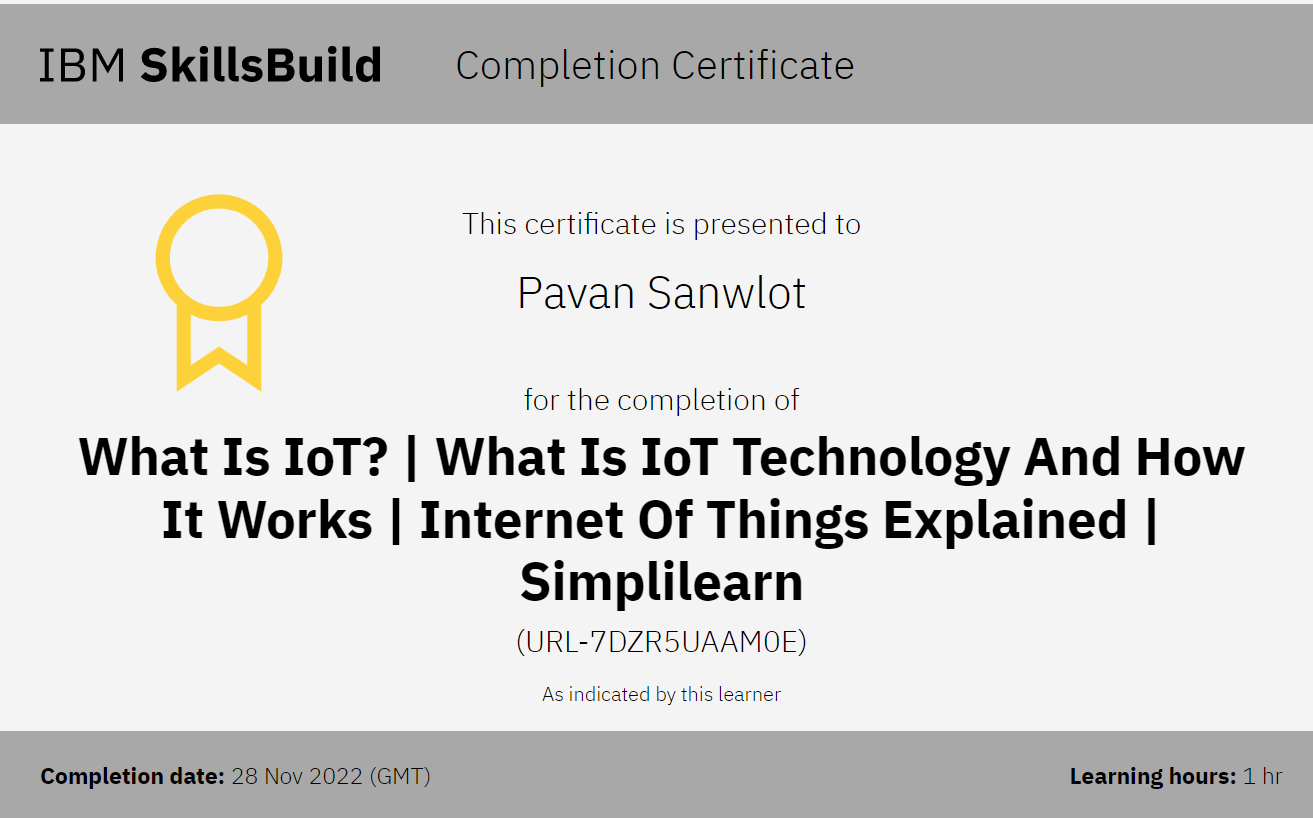 IBM SkillsBuild Completion Certificate
This certificate is presented to
Pavan Sanwlot
for the completion of
What Is IoT? | What Is IoT Technology And How
It Works | Internet Of Things Explained |
Simplilearn
(URL-7DZR5UAAM0E)
As indicated by this learner
Completion date: 28 Nov 2022 (GMT) Learning hours: 1 hr